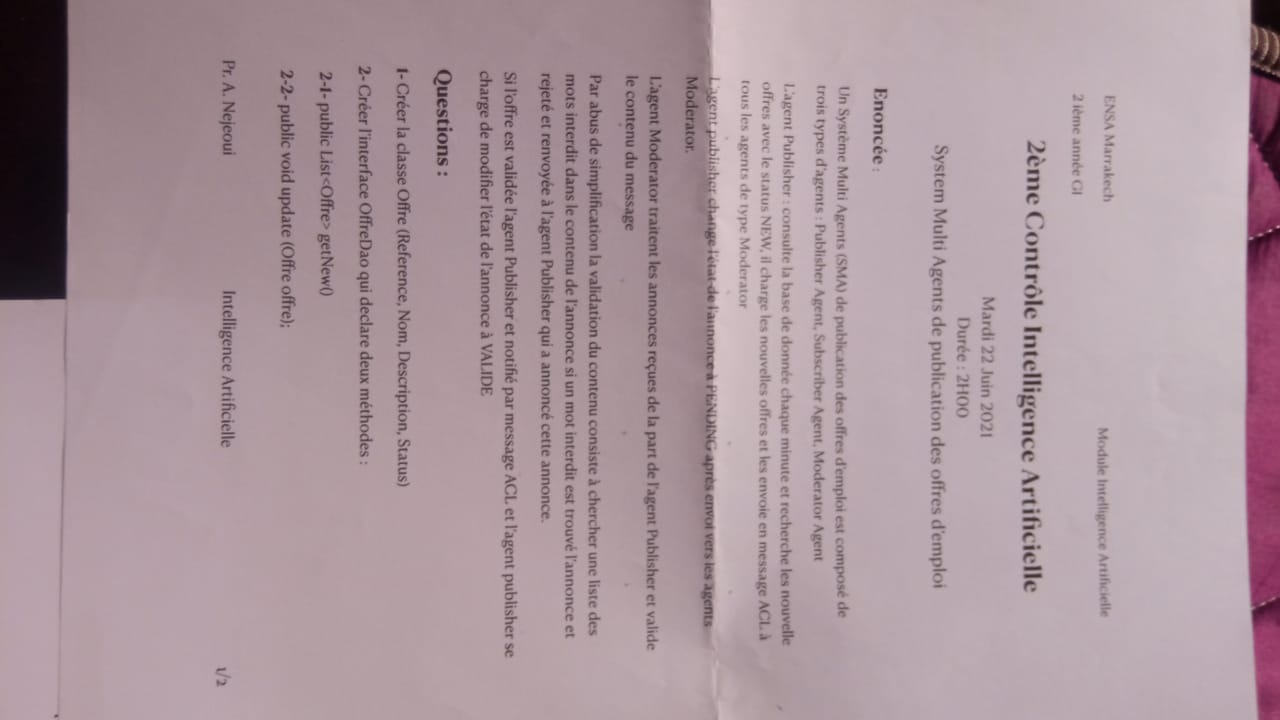 ENSA Marrakech
Module Intelligence Artificielle
2 ième année GI
2ème Contrôle Intelligence Artificielle
Mardi 22 Juin 2021
Durée : 2H00
System Multi Agents de publication des offres d'emploi
Enoncée :
Un Système Multi Agents (SMA) de publication des offres d'emploi est composé de
trois types d'agents : Publisher Agent, Subscriber Agent, Moderator Agent
L'agent Publisher : consulte la base de donnée chaque minute et recherche les nouvelle
offres avec le status NEW, il charge les nouvelles offres et les envoie en message ACL à
tous les agents de type Moderator
L'agent publisher change l'état de l'annonce à PENDING après envoi vers les agents
Moderator.
L'agent Moderator traitent les annonces reçues de la part de l'agent Publisher et valide
le contenu du message
Par abus de simplification la validation du contenu consiste à chercher une liste des
mots interdit dans le contenu de l'annonce si un mot interdit est trouvé l'annonce et
rejeté et renvoyée à l'agent Publisher qui a annoncé cette annonce.
Si l'offre est validée l'agent Publisher et notifié par message ACL et l'agent publisher se
charge de modifier l'état de l'annonce à VALIDE
Questions :
1- Créer la classe Offre (Reference, Nom, Description, Status)
2- Créer l'interface OffreDao qui declare deux méthodes :
2-1- public List<Offre> getNew()
2-2- public void update (Offre offre);
Pr. A. Nejeoui
Intelligence Artificielle
1/2